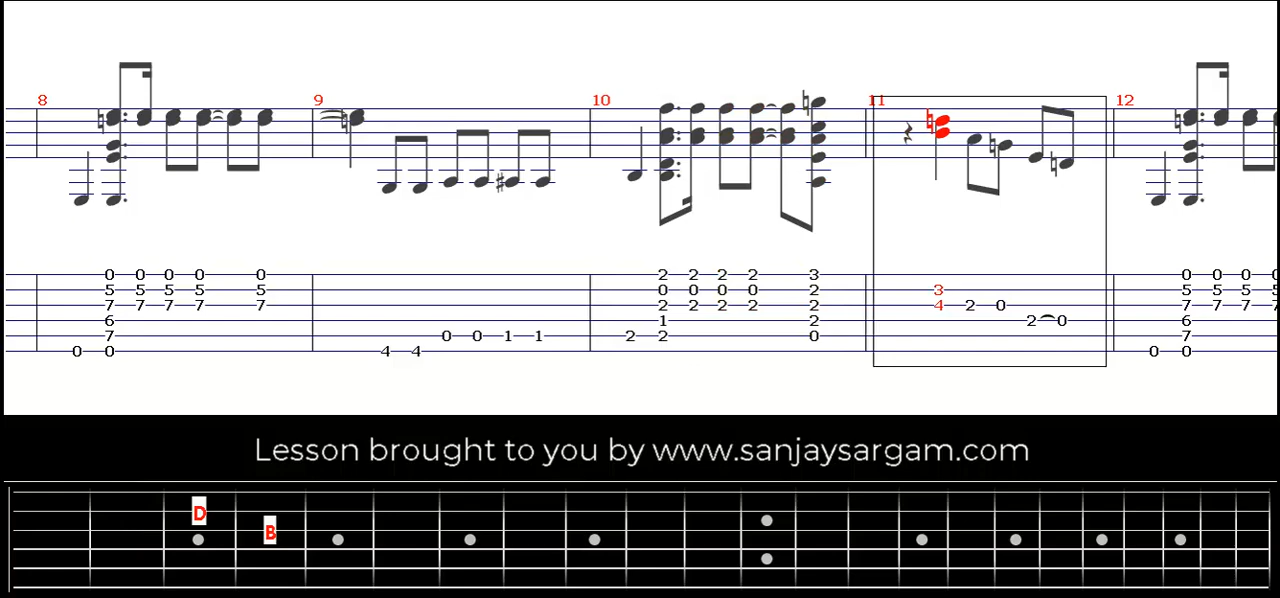 8 9 10 11 12
0 0 0 0 0 2 2 2 2 3 0 0 0 0
5 5 5 5 5 0 0 0 0 2 3 5 5 5 5
7 7 7 7 7 2 2 2 2 2 4 2 0 7 7 7 7
6 1 2 2 0 6
7 0 0 1 1 2 2 0 7
0 0 4 4 0 0
Lesson brought to you by www.sanjaysargam.com
D
B